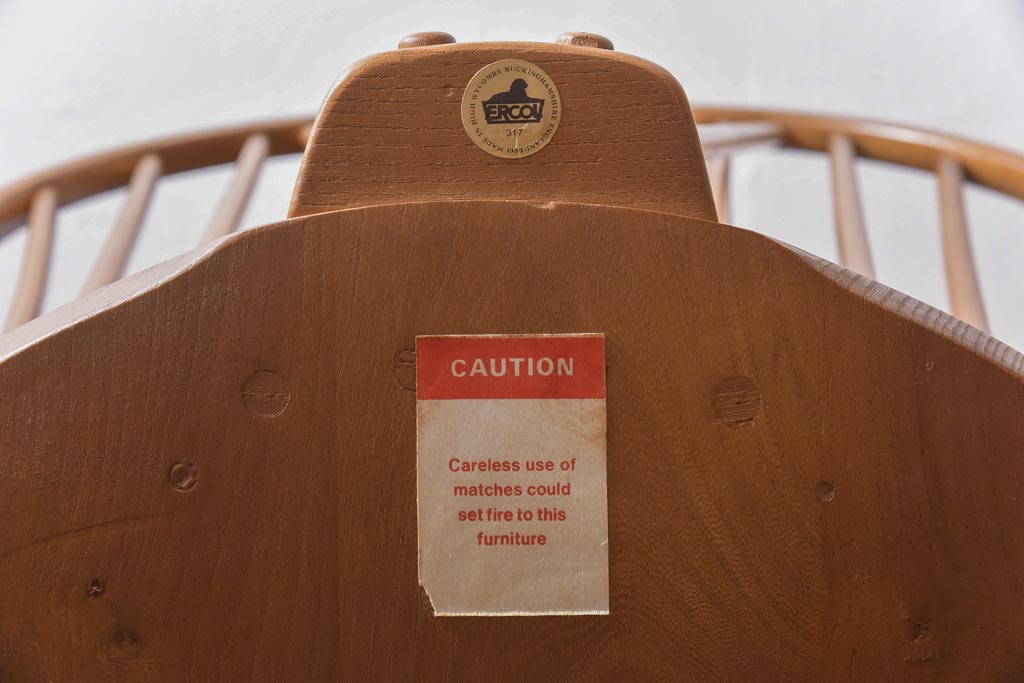 MADE IN HIGH WYCOMBE BUCKINGHAMSHIRE ENGLAND
ERCOL
317
CAUTION
Careless use of
matches could
set fire to this
furniture